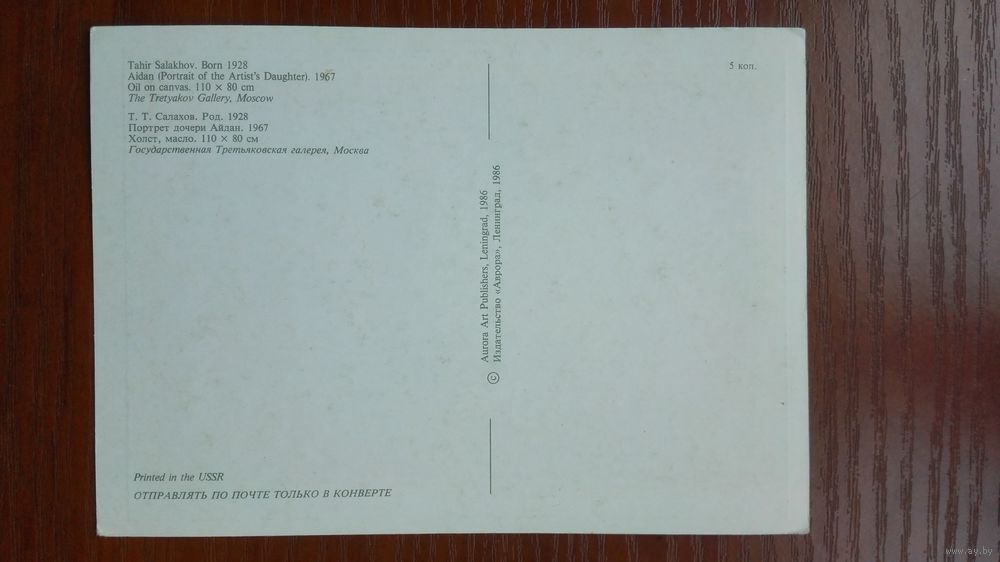 Tahir Salakhov. Born 1928
Aidan (Portrait of the Artist's Daughter). 1967
Oil on canvas. 110 × 80 cm
The Tretyakov Gallery, Moscow
Т. Т. Салахов. Род. 1928
Портрет дочери Айдан. 1967
Холст, масло. 110 × 80 см
Государственная Третьяковская галерея, Москва
5 коп.
© Aurora Art Publishers, Leningrad, 1986
Издательство «Аврора», Ленинград, 1986
Printed in the USSR
ОТПРАВЛЯТЬ ПО ПОЧТЕ ТОЛЬКО В КОНВЕРТЕ
www.ay.by